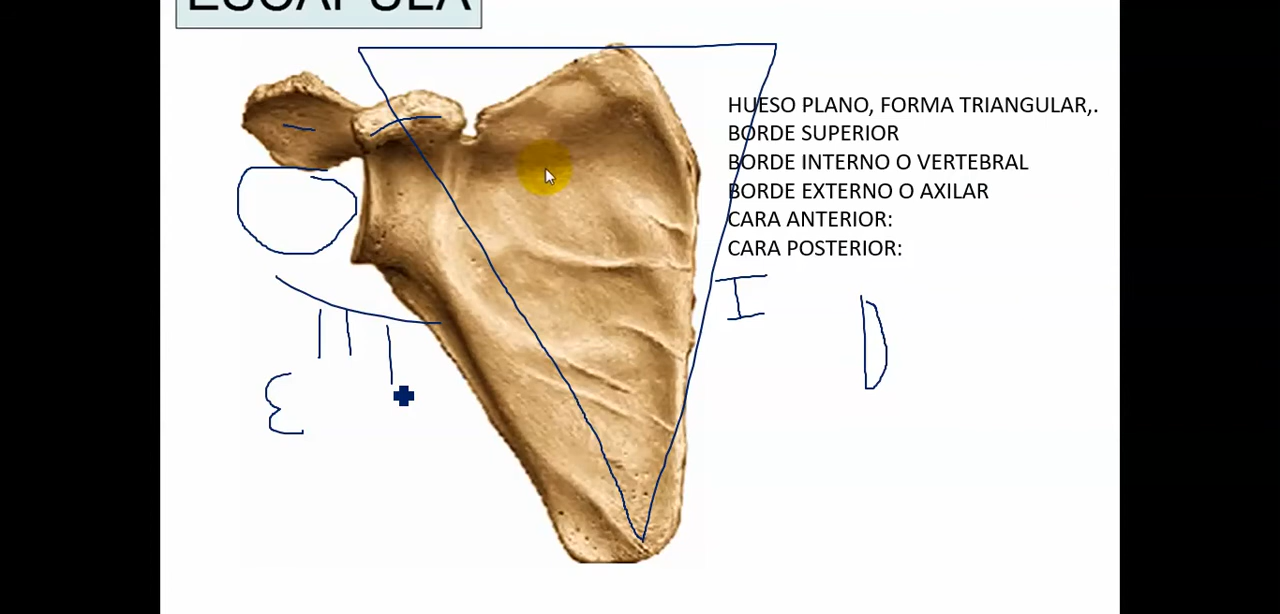 ESCAPULA
HUESO PLANO, FORMA TRIANGULAR,.
BORDE SUPERIOR
BORDE INTERNO O VERTEBRAL
BORDE EXTERNO O AXILAR
CARA ANTERIOR:
CARA POSTERIOR:
I
D
E